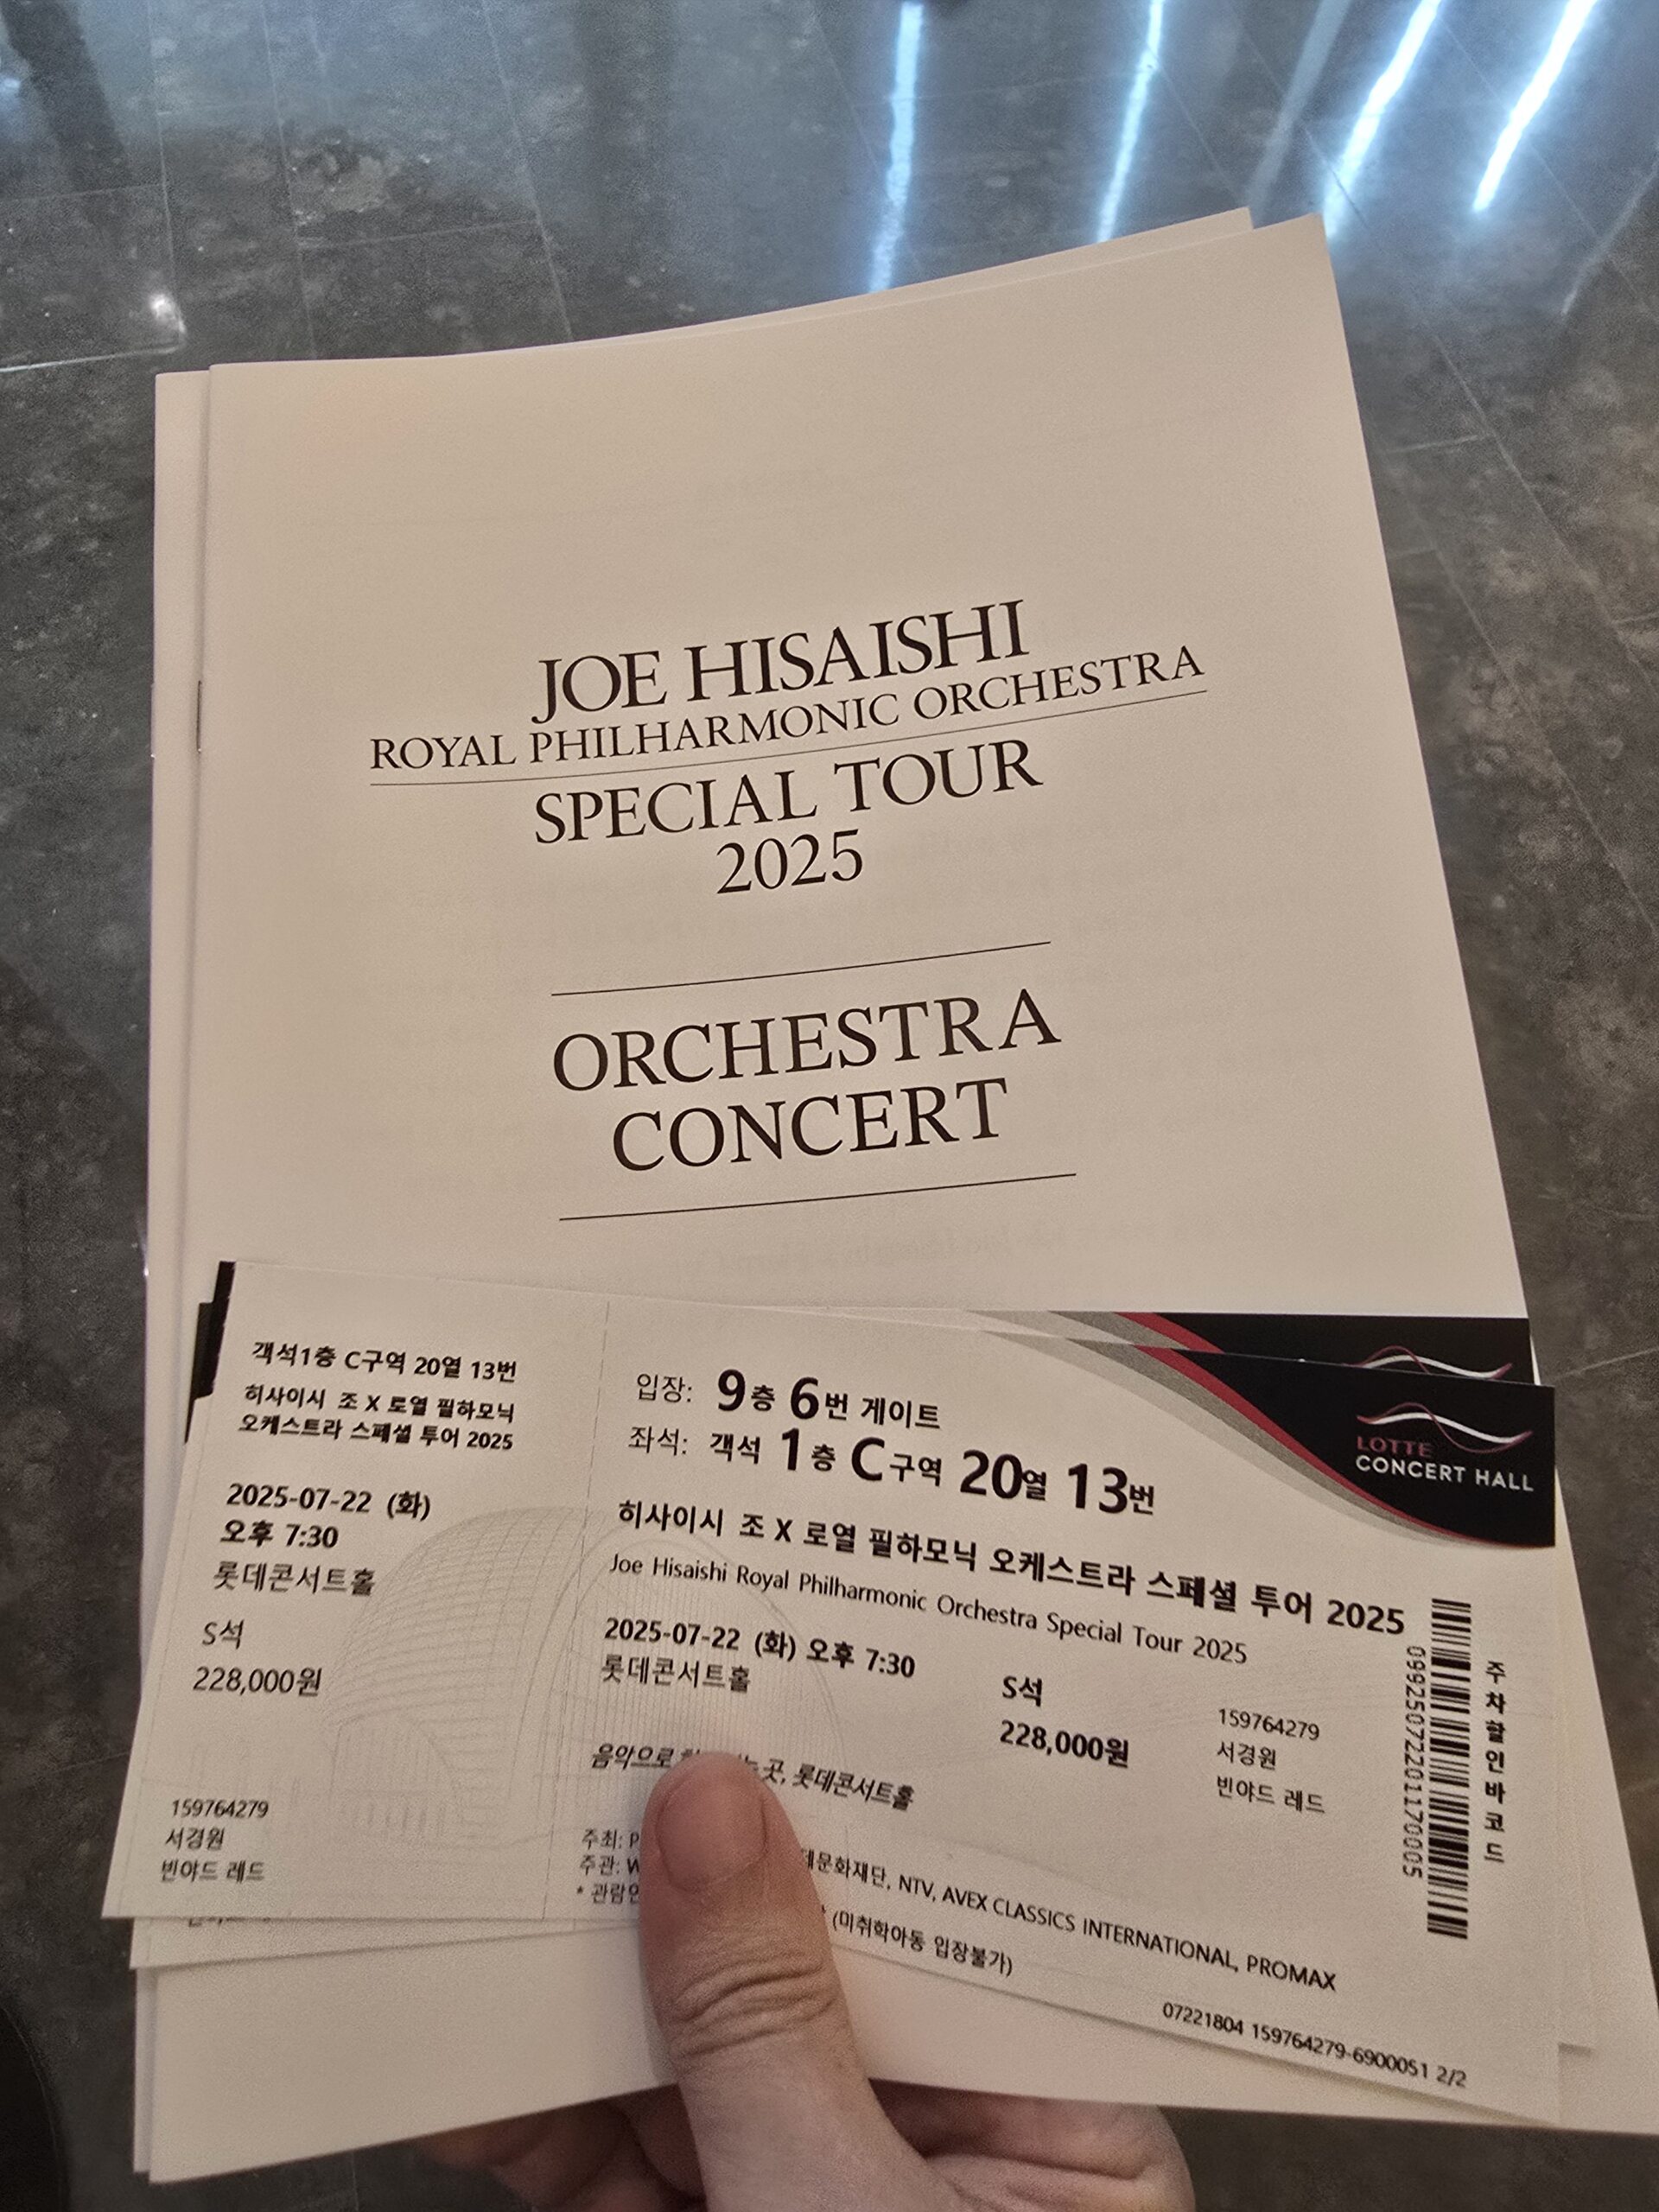 JOE HISAISHI
ROYAL PHILHARMONIC ORCHESTRA
SPECIAL TOUR
2025
ORCHESTRA
CONCERT
객석1층 C구역 20열 13번
히사이시 조 X 로열 필하모닉
오케스트라 스페셜 투어 2025
2025-07-22 (화)
오후 7:30
롯데콘서트홀
S석
228,000원
159764279
서경원
빈야드 레드
입장: 9층 6번 게이트
좌석: 객석 1층 C구역 20열 13번
LOTTE
CONCERT HALL
히사이시 조 X 로열 필하모닉 오케스트라 스페셜 투어 2025
Joe Hisaishi Royal Philharmonic Orchestra Special Tour 2025
2025-07-22 (화) 오후 7:30
롯데콘서트홀
S석
228,000원
159764279
서경원
빈야드 레드
음악으로 곳, 롯데콘서트홀
주최:
주관: 문화재단, NTV, AVEX CLASSICS INTERNATIONAL, PROMAX
* (미취학아동 입장불가)
07221804 159764279-6900051 2/2
09925072201170005
주차할인바코드